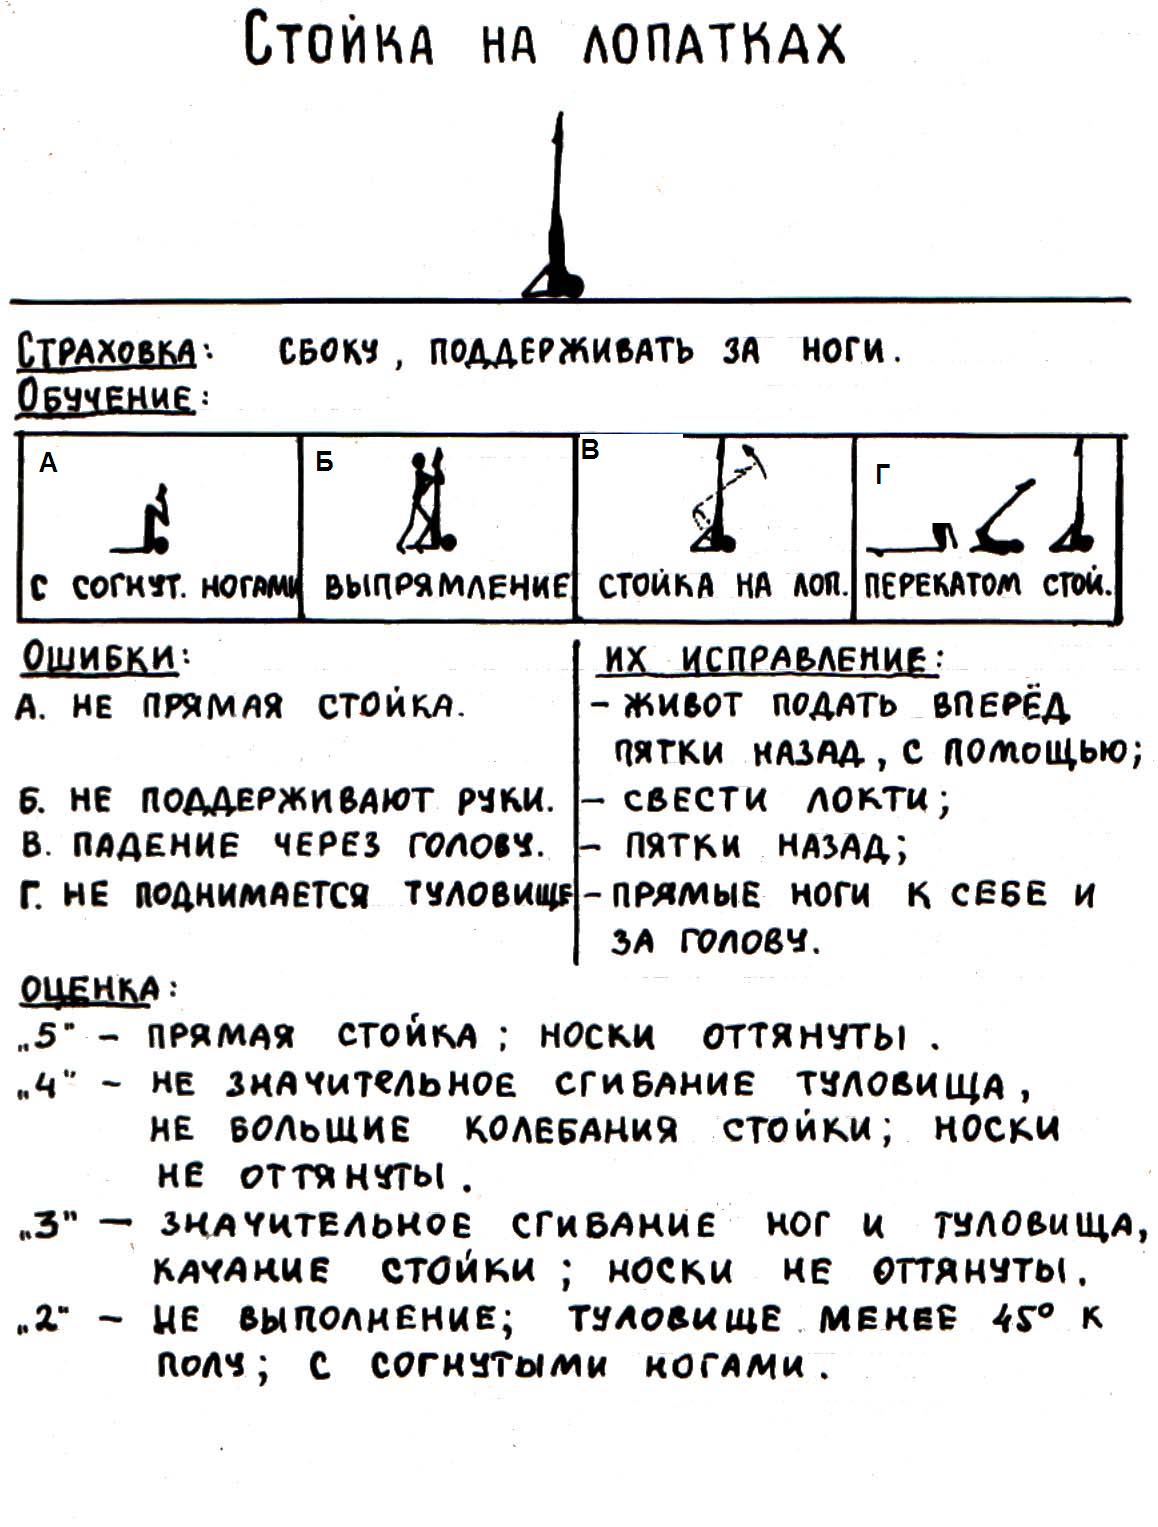 Стойка на лопатках
Страховка: сбоку, поддерживать за ноги.
Обучение:
А Б В Г
с согнут. ногами выпрямление стойка на лоп. перекатом стой.
Ошибки: их исправление:
А. не прямая стойка. - живот подать вперёд
пятки назад, с помощью;
Б. не поддерживают руки. - свести локти;
В. падение через голову. - пятки назад;
Г. не поднимается туловище - прямые ноги к себе и
за голову.
оценка:
„5" - прямая стойка; носки оттянуты.
„4" - не значительное сгибание туловища,
не большие колебания стойки; носки
не оттянуты.
„3" - значительное сгибание ног и туловища,
качание стойки; носки не оттянуты.
„2" - не выполнение; туловище менее 45° к
полу; с согнутыми ногами.